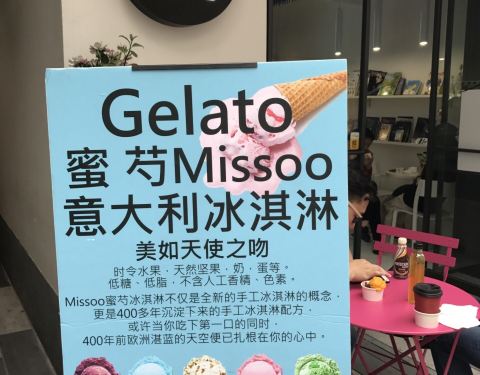 Gelato
蜜 芍Missoo
意大利冰淇淋
美如天使之吻
时令水果，天然坚果，奶，蛋等。
低糖、低脂，不含人工香精、色素。
Missoo蜜芍冰淇淋不仅是全新的手工冰淇淋的概念，
更是400多年沉淀下来的手工冰淇淋配方，
或许当你吃下第一口的同时，
400年前欧洲湛蓝的天空便已扎根在你的心中。